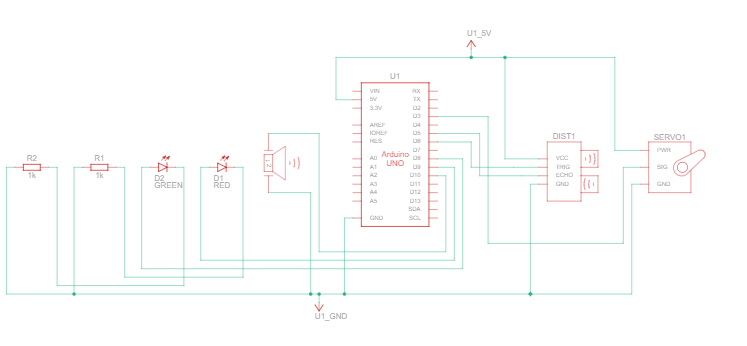 U1_5V
U1
VIN
5V
3.3V
AREF
IOREF
RES
A0
A1
A2
A3
A4
A5
GND
Arduino
UNO
RX
TX
D2
D3
D4
D5
D6
D7
D8
D9
D10
D11
D12
D13
SDA
SCL
DIST1
VCC
TRIG
ECHO
GND
SERVO1
PWR
SIG
GND
R2
1k
R1
1k
D2
GREEN
D1
RED
U1_GND